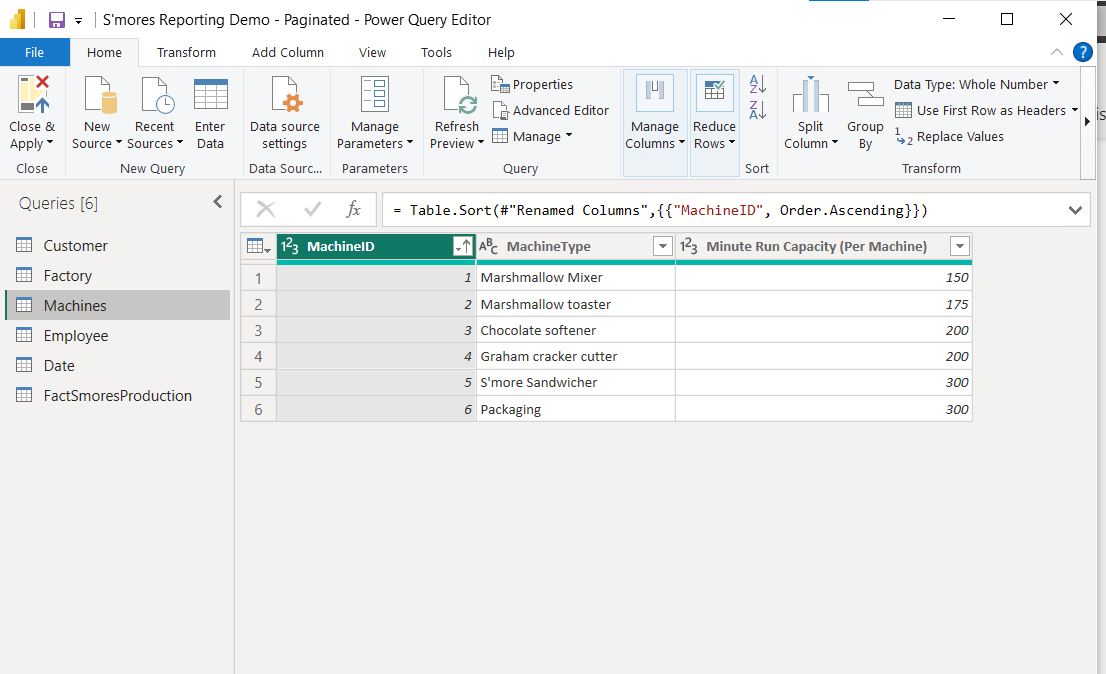 S'mores Reporting Demo - Paginated - Power Query Editor
File Home Transform Add Column View Tools Help
Close & Apply
Close
New Source
Recent Sources
Enter Data
New Query
Data source settings
Data Sourc...
Manage Parameters
Parameters
Refresh Preview
Properties
Advanced Editor
Manage
Query
Manage Columns
Reduce Rows
Sort
Split Column
Group By
Data Type: Whole Number
Use First Row as Headers
Replace Values
Transform
is
Queries [6]
Customer
Factory
Machines
Employee
Date
FactSmoresProduction
fx = Table.Sort(#"Renamed Columns",{{"MachineID", Order.Ascending}})
123 MachineID ABC MachineType 123 Minute Run Capacity (Per Machine)
1 1 Marshmallow Mixer 150
2 2 Marshmallow toaster 175
3 3 Chocolate softener 200
4 4 Graham cracker cutter 200
5 5 S'more Sandwicher 300
6 6 Packaging 300